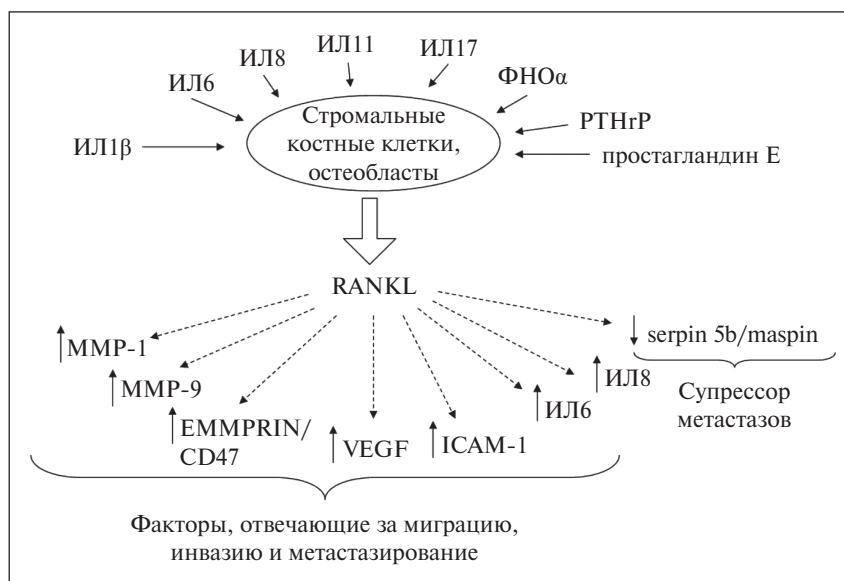 ИЛ11
ИЛ17
ИЛ8
ИЛ6
ФНОα
PTHrP
ИЛ1β
простагландин Е
Стромальные
костные клетки,
остеобласты
RANKL
MMP-1
MMP-9
EMMPRIN/
CD47
VEGF
ICAM-1
ИЛ6
ИЛ8
serpin 5b/maspin
Супрессор
метастазов
Факторы, отвечающие за миграцию,
инвазию и метастазирование